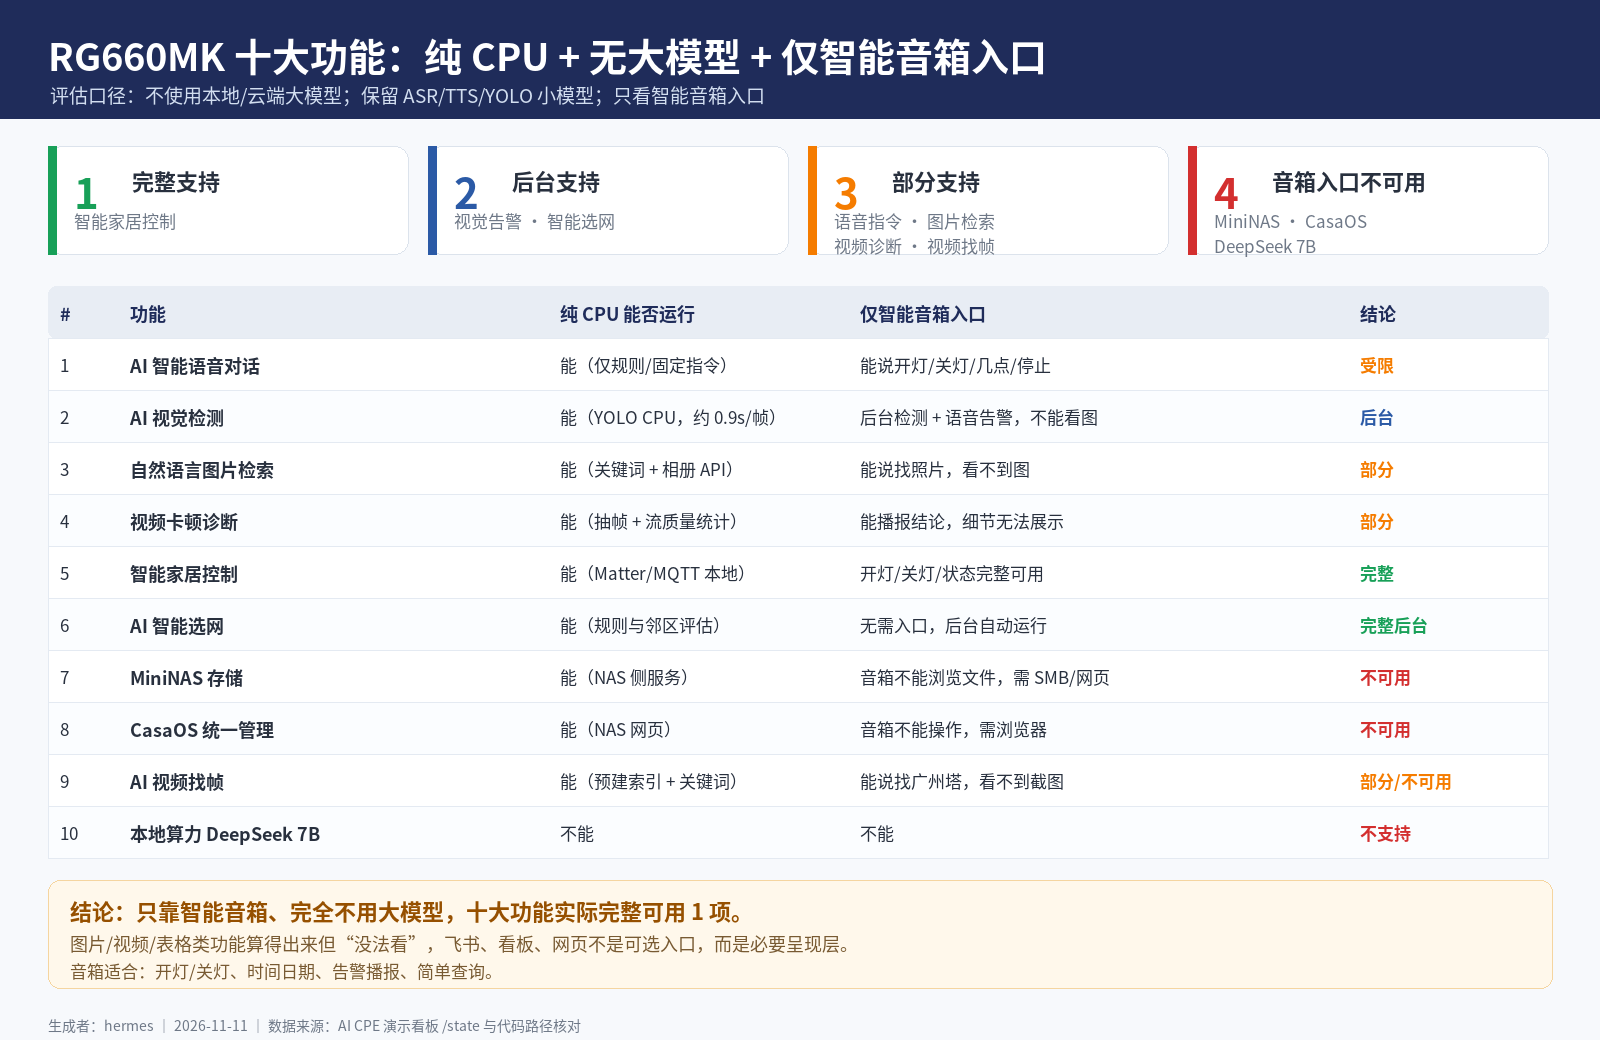 RG660MK 十大功能：纯 CPU + 无大模型 + 仅智能音箱入口
评估口径：不使用本地/云端大模型；保留 ASR/TTS/YOLO 小模型；只看智能音箱入口
1 完整支持
智能家居控制
2 后台支持
视觉告警 · 智能选网
3 部分支持
语音指令 · 图片检索
视频诊断 · 视频找帧
4 音箱入口不可用
MiniNAS · CasaOS
DeepSeek 7B
# 功能 纯 CPU 能否运行 仅智能音箱入口 结论
1 AI 智能语音对话 能（仅规则/固定指令） 能说开灯/关灯/几点/停止 受限
2 AI 视觉检测 能（YOLO CPU，约 0.9s/帧） 后台检测 + 语音告警，不能看图 后台
3 自然语言图片检索 能（关键词 + 相册 API） 能说找照片，看不到图 部分
4 视频卡顿诊断 能（抽帧 + 流质量统计） 能播报结论，细节无法展示 部分
5 智能家居控制 能（Matter/MQTT 本地） 开灯/关灯/状态完整可用 完整
6 AI 智能选网 能（规则与邻区评估） 无需入口，后台自动运行 完整后台
7 MiniNAS 存储 能（NAS 侧服务） 音箱不能浏览文件，需 SMB/网页 不可用
8 CasaOS 统一管理 能（NAS 网页） 音箱不能操作，需浏览器 不可用
9 AI 视频找帧 能（预建索引 + 关键词） 能说找广州塔，看不到截图 部分/不可用
10 本地算力 DeepSeek 7B 不能 不能 不支持
结论：只靠智能音箱、完全不用大模型，十大功能实际完整可用 1 项。
图片/视频/表格类功能算得出来但“没法看”，飞书、看板、网页不是可选入口，而是必要呈现层。
音箱适合：开灯/关灯、时间日期、告警播报、简单查询。
生成者：hermes | 2026-11-11 | 数据来源：AI CPE 演示看板 /state 与代码路径核对